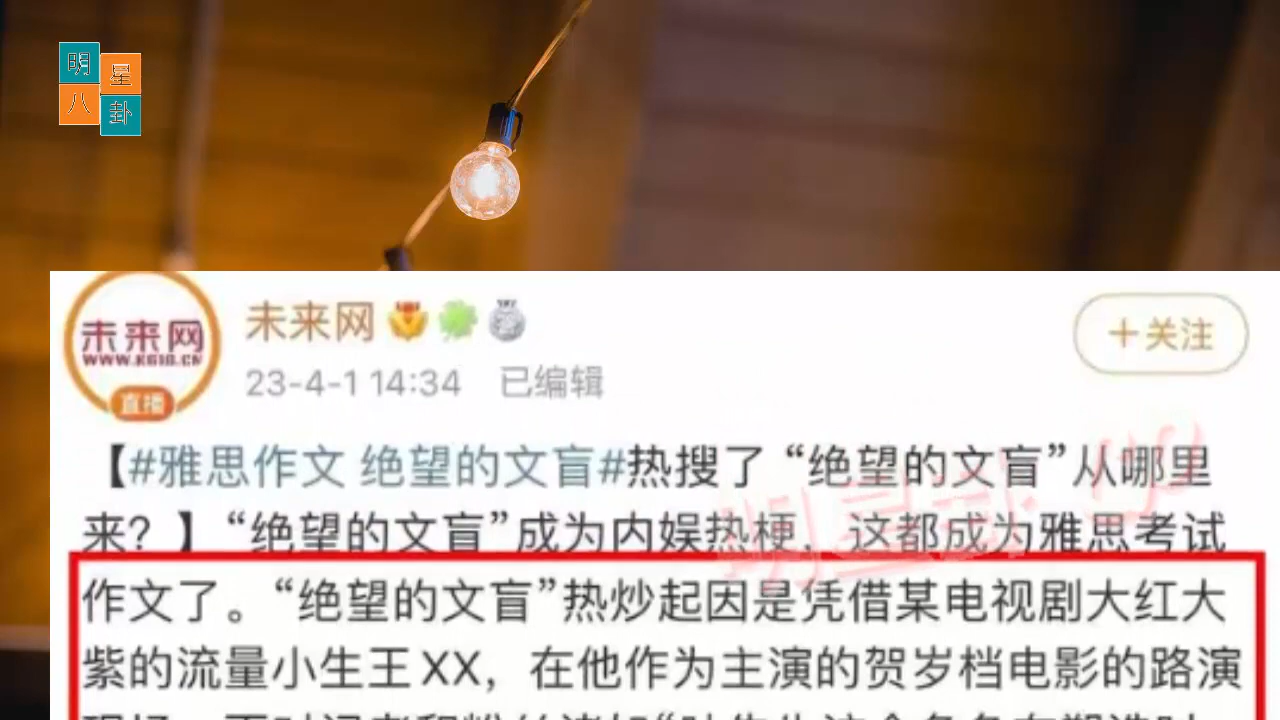 明星
八卦
未来网
WWW.K618.CN
直播
未来网
23-4-1 14:34 已编辑
+关注
【#雅思作文 绝望的文盲#热搜了 “绝望的文盲”从哪里
来？】“绝望的文盲”成为内娱热梗，这都成为雅思考试
作文了。“绝望的文盲”热炒起因是凭借某电视剧大红大
紫的流量小生王XX，在他作为主演的贺岁档电影的路演